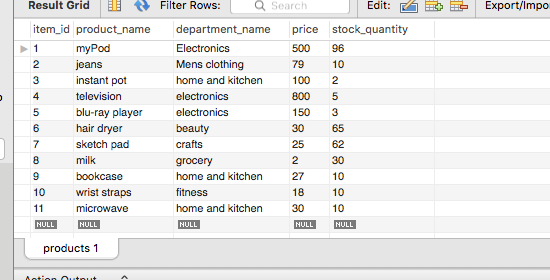 Result Grid Filter Rows: Search Edit: Export/Impor
item_id product_name department_name price stock_quantity
1 myPod Electronics 500 96
2 jeans Mens clothing 79 10
3 instant pot home and kitchen 100 2
4 television electronics 800 5
5 blu-ray player electronics 150 3
6 hair dryer beauty 30 65
7 sketch pad crafts 25 62
8 milk grocery 2 30
9 bookcase home and kitchen 27 10
10 wrist straps fitness 18 10
11 microwave home and kitchen 30 10
NULL NULL NULL NULL NULL
products 1
Action Output